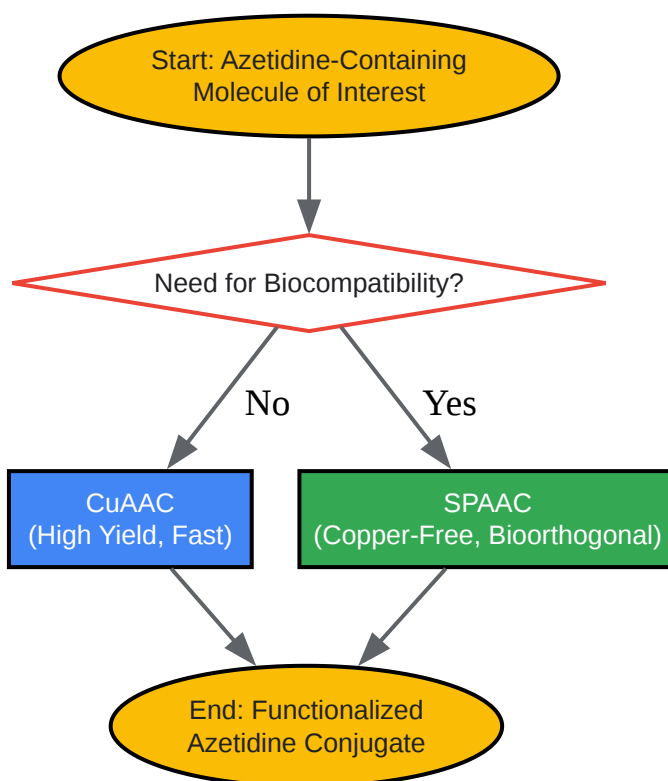 Start: Azetidine-Containing
Molecule of Interest
Need for Biocompatibility?
No
Yes
CuAAC
(High Yield, Fast)
SPAAC
(Copper-Free, Bioorthogonal)
End: Functionalized
Azetidine Conjugate